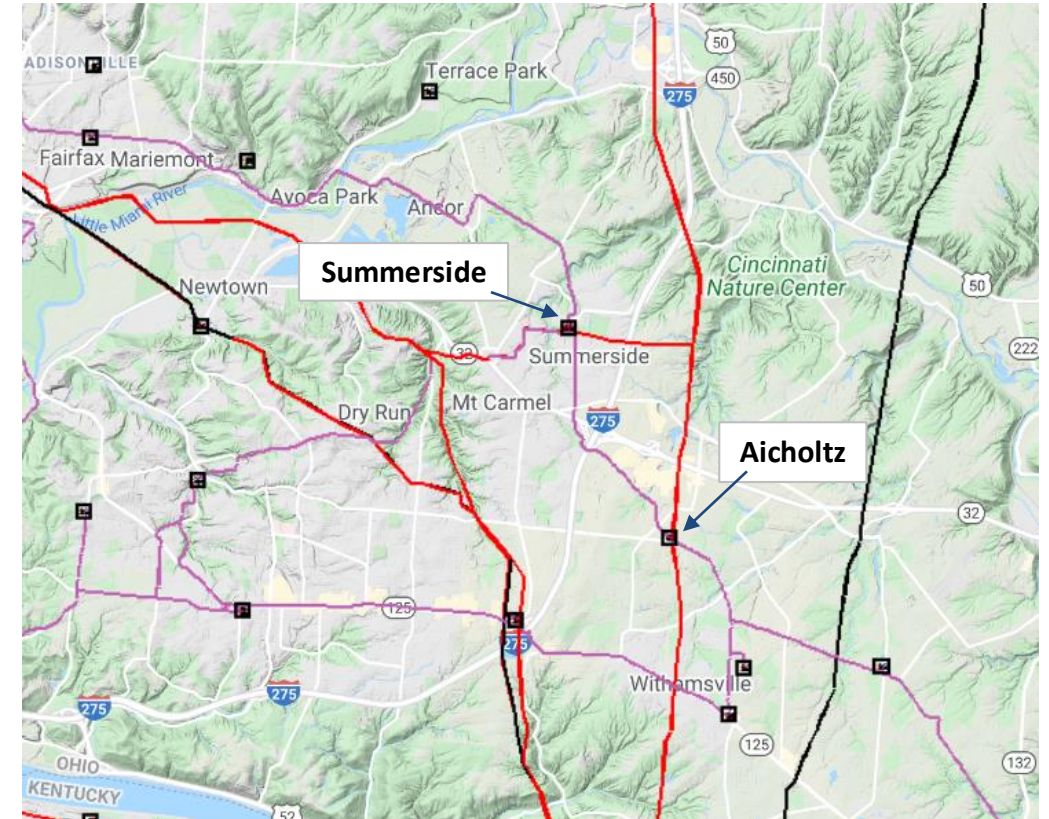 50
ADISONVILLE
Terrace Park
450
275
Fairfax Mariemont
Little Miami River
Avoca Park
Ancor
Summerside
Cincinnati
Nature Center
Newtown
50
32
Summerside
222
Dry Run
Mt Carmel
275
Aicholtz
32
125
275
Withamsville
275
275
125
132
OHIO
KENTUCKY
52